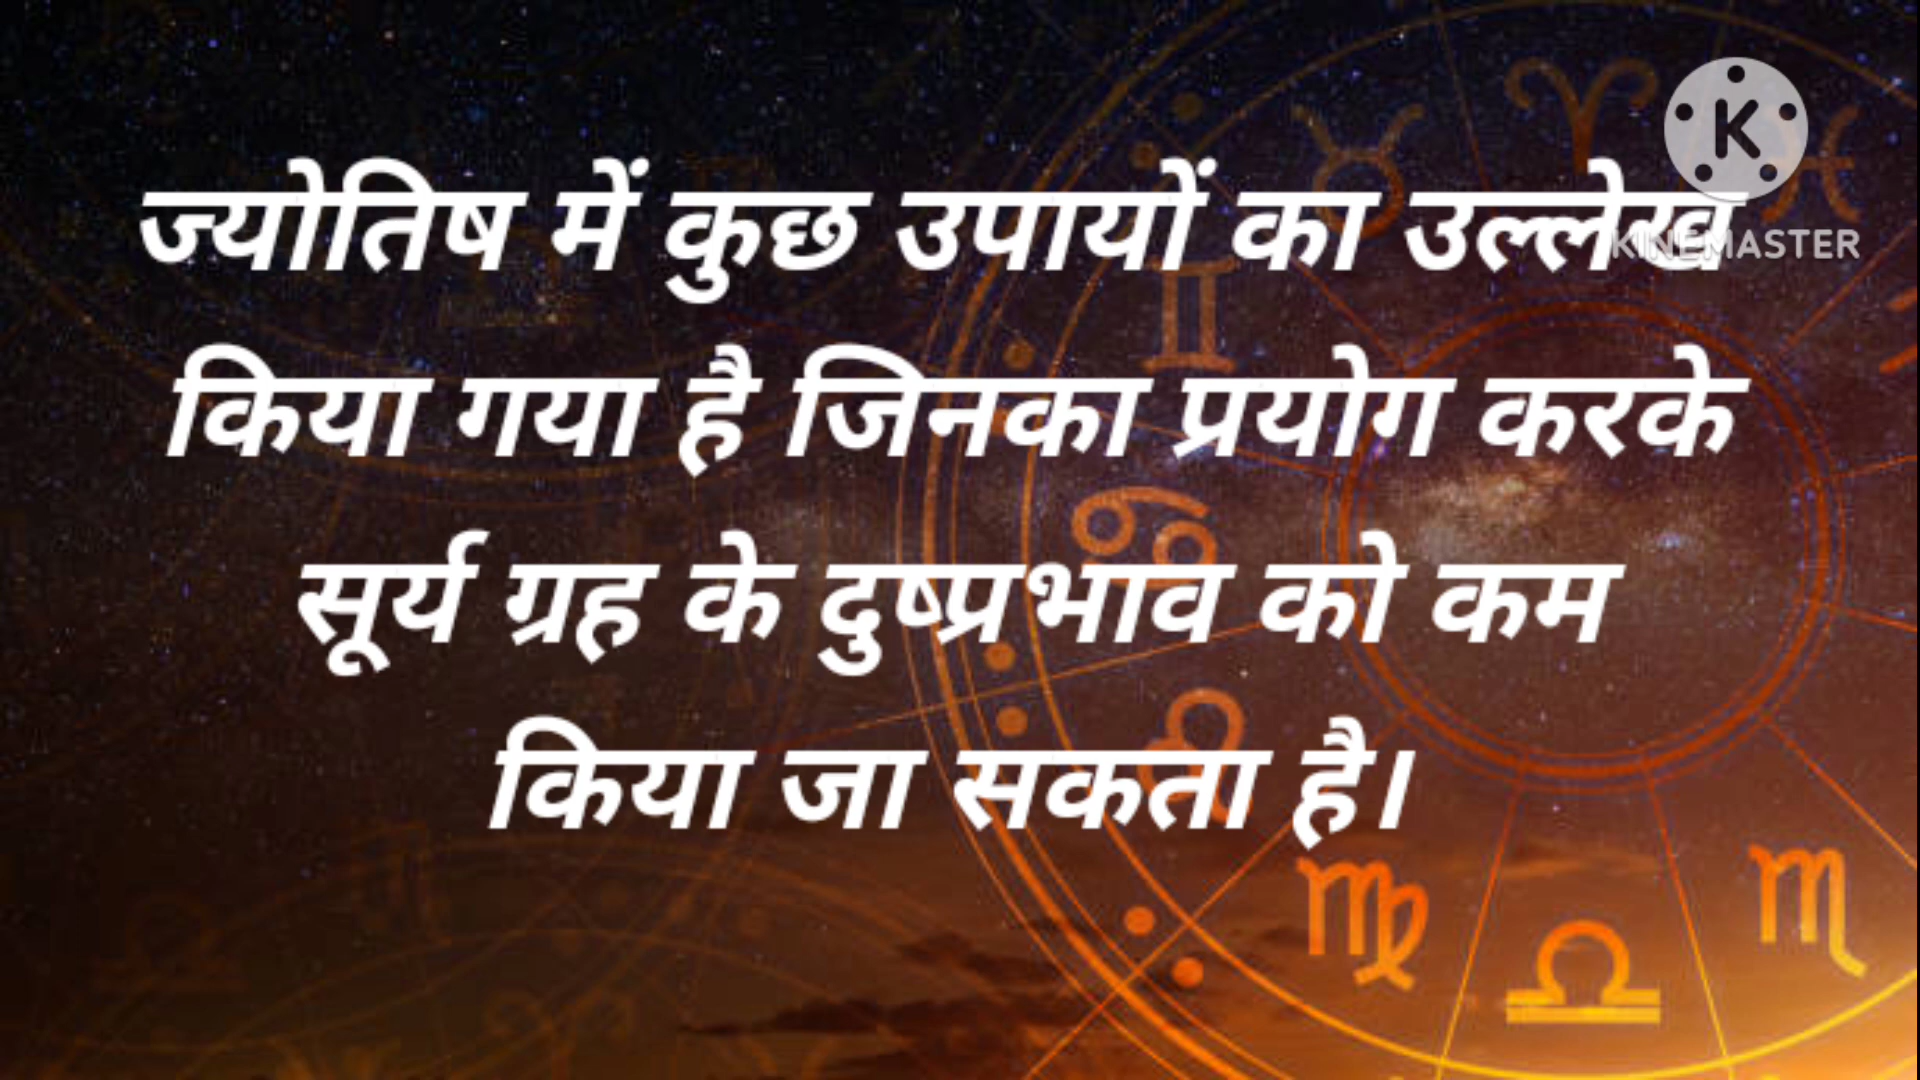 ज्योतिष में कुछ उपायों का उल्लेख
किया गया है जिनका प्रयोग करके
सूर्य ग्रह के दुष्प्रभाव को कम
किया जा सकता है।
K
KINEMASTER